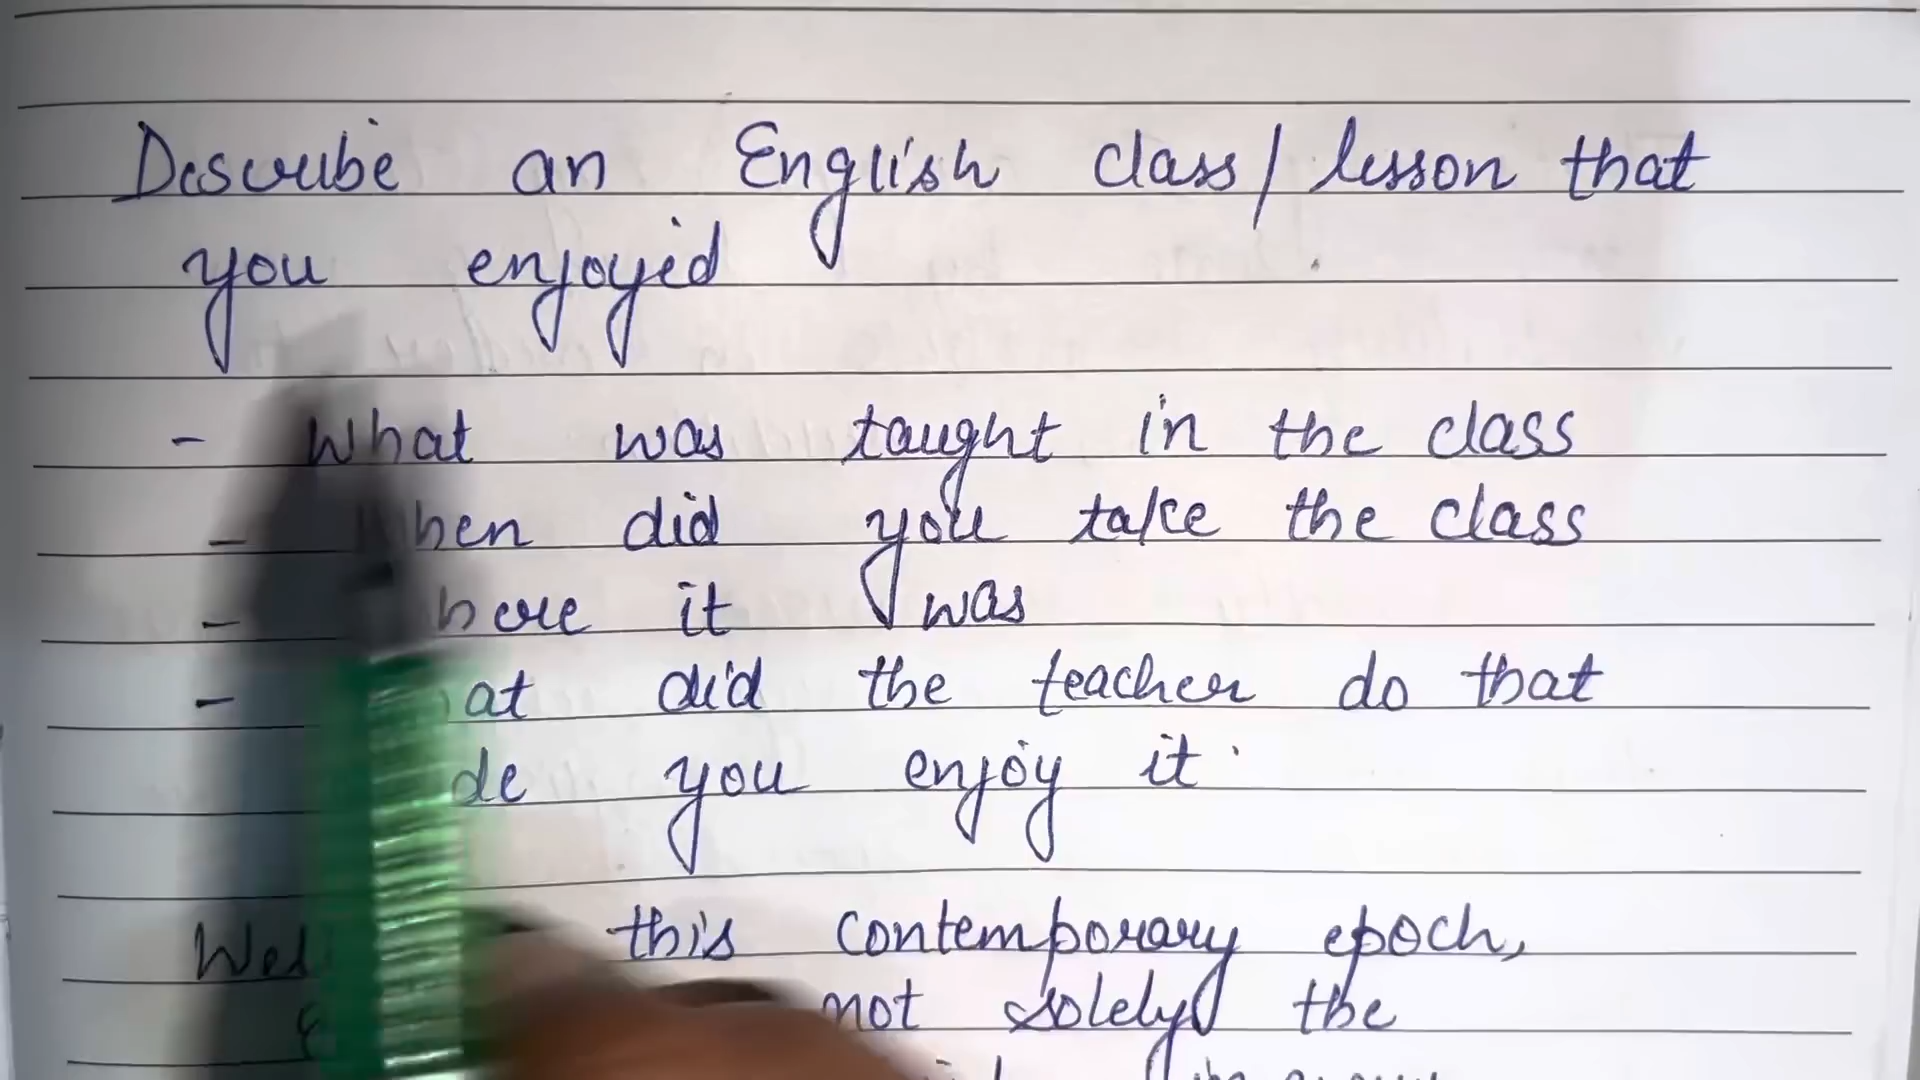 Describe an English class/ lesson that
you enjoyed
- What was taught in the class
- hen did you take the class
- here it was
- at did the teacher do that
de you enjoy it.
this contemporary epoch,
not solely the